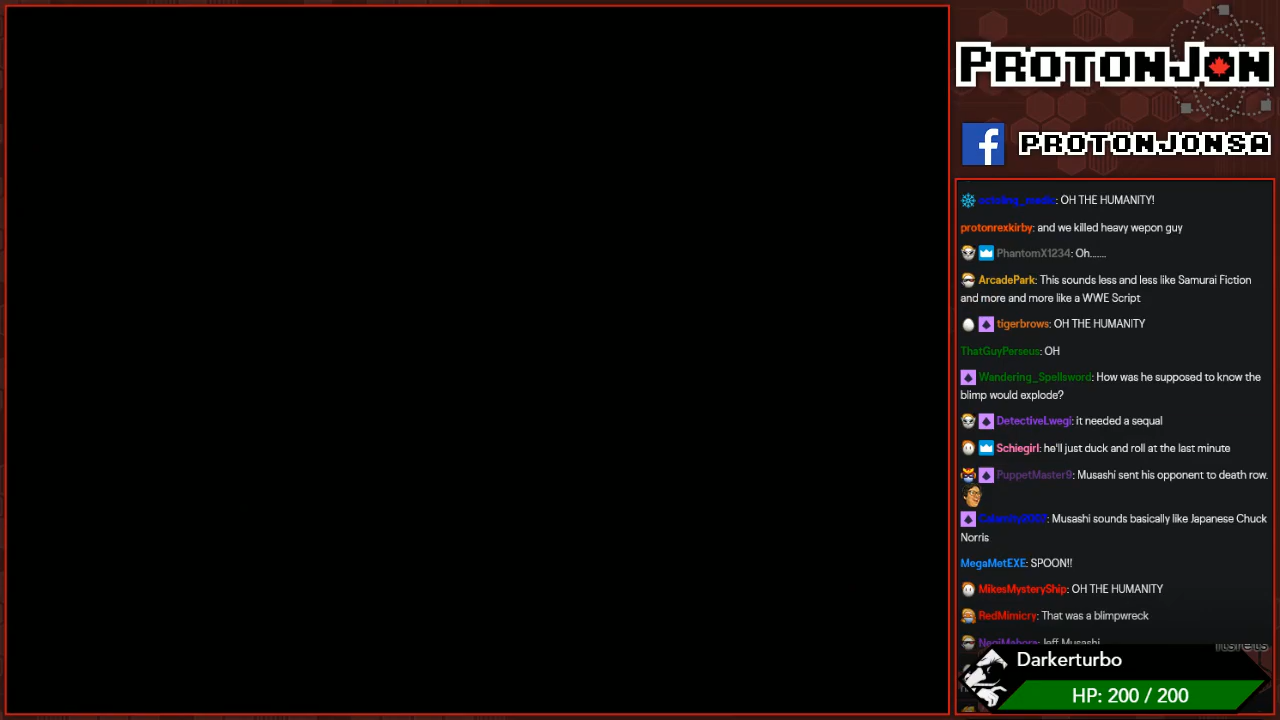 PROTONJON
f PROTONJONSA
octoling_medic: OH THE HUMANITY!
protonrexkirby: and we killed heavy wepon guy
PhantomX1234: Oh.......
ArcadePark: This sounds less and less like Samurai Fiction
and more and more like a WWE Script
tigerbrows: OH THE HUMANITY
ThatGuyPerseus: OH
Wandering_Spellsword: How was he supposed to know the
blimp would explode?
DetectiveLwegi: it needed a sequal
Schiegirl: he'll just duck and roll at the last minute
PuppetMaster9: Musashi sent his opponent to death row.
Musashi sounds basically like Japanese Chuck
Norris
MegaMetEXE: SPOON!!
MikesMysteryShip: OH THE HUMANITY
RedMimicry: That was a blimpwreck
NegiMahora: Jeff Musashi
Darkerturbo
HP: 200 / 200